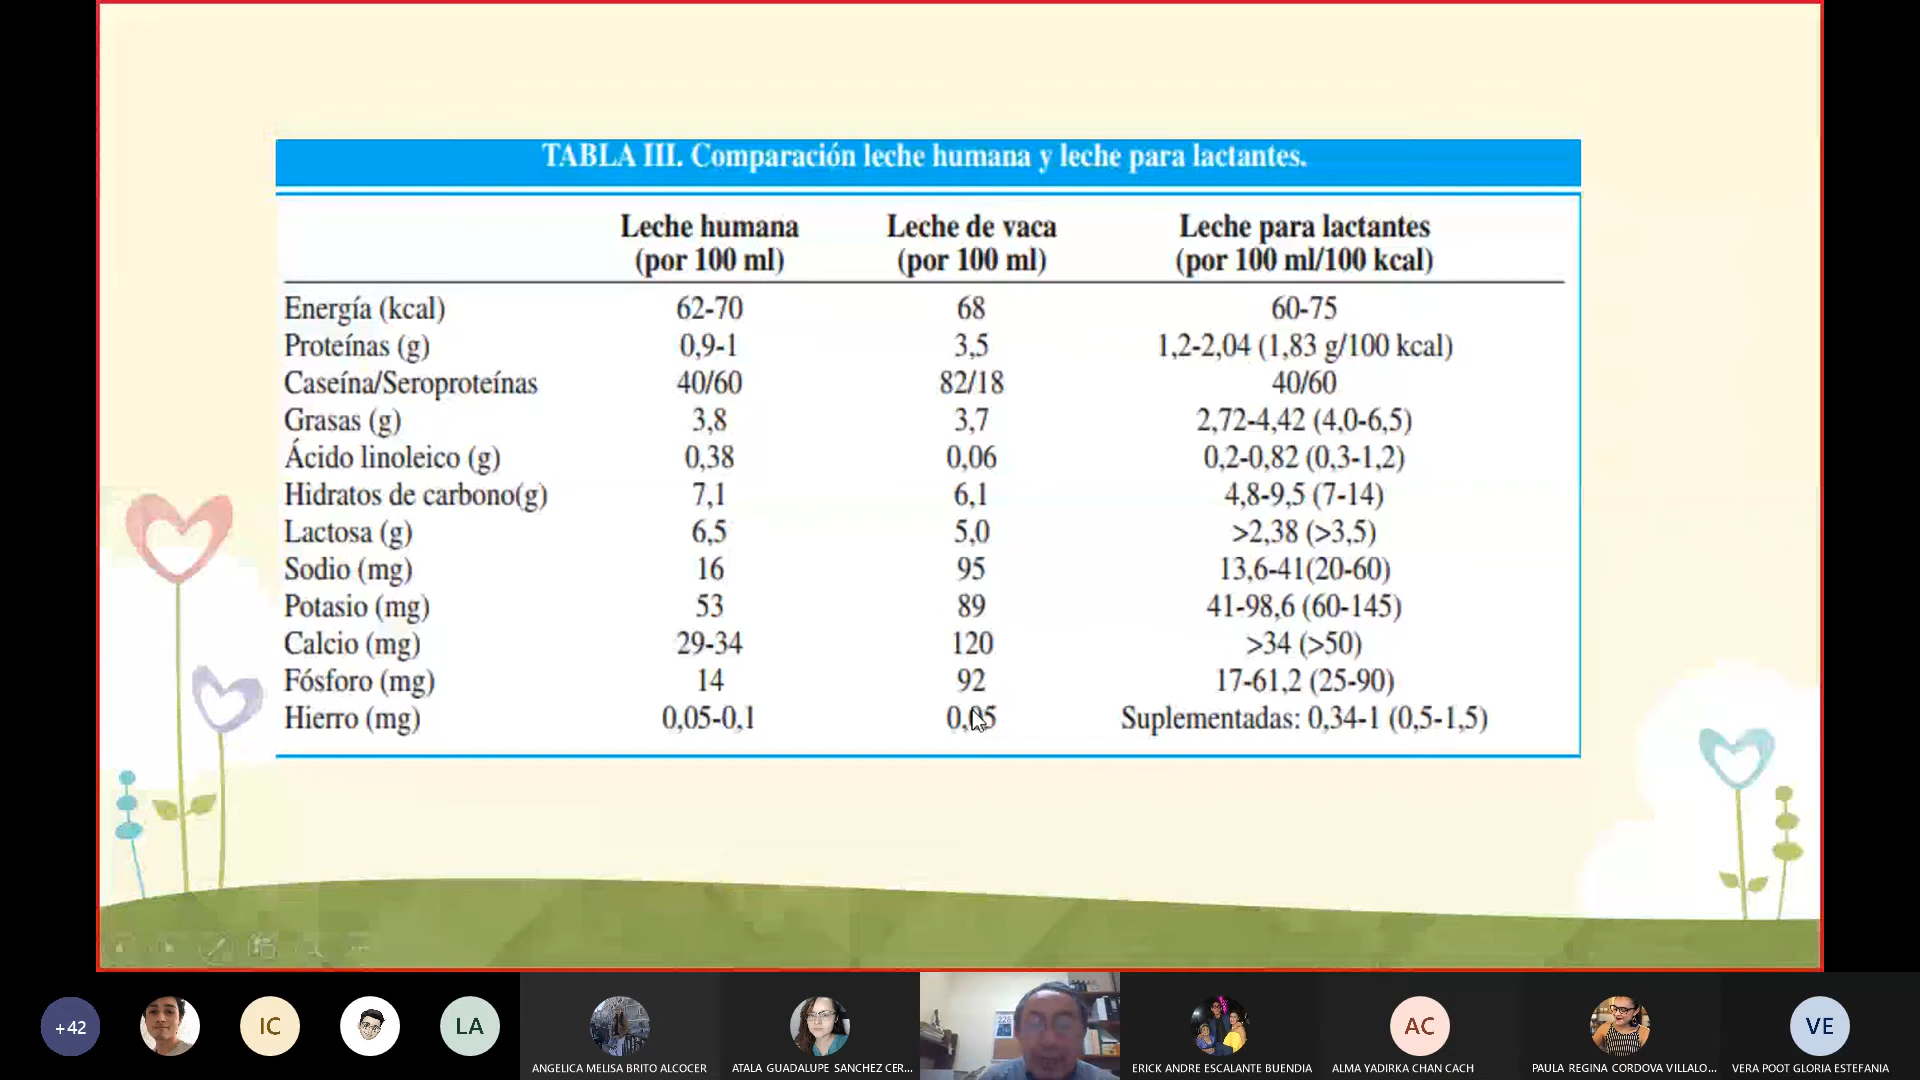 TABLA III. Comparación leche humana y leche para lactantes.
Leche humana Leche de vaca Leche para lactantes
(por 100 ml) (por 100 ml) (por 100 ml/100 kcal)
Energía (kcal) 62-70 68 60-75
Proteínas (g) 0,9-1 3,5 1,2-2,04 (1,83 g/100 kcal)
Caseína/Seroproteínas 40/60 82/18 40/60
Grasas (g) 3,8 3,7 2,72-4,42 (4,0-6,5)
Ácido linoleico (g) 0,38 0,06 0,2-0,82 (0,3-1,2)
Hidratos de carbono(g) 7,1 6,1 4,8-9,5 (7-14)
Lactosa (g) 6,5 5,0 >2,38 (>3,5)
Sodio (mg) 16 95 13,6-41(20-60)
Potasio (mg) 53 89 41-98,6 (60-145)
Calcio (mg) 29-34 120 >34 (>50)
Fósforo (mg) 14 92 17-61,2 (25-90)
Hierro (mg) 0,05-0,1 0,05 Suplementadas: 0,34-1 (0,5-1,5)
+42 IC LA AC VE
ANGELICA MELISA BRITO ALCOCER ATALA GUADALUPE SANCHEZ CER... ERICK ANDRE ESCALANTE BUENDIA ALMA YADIRKA CHAN CACH PAULA REGINA CORDOVA VILLALO... VERA POOT GLORIA ESTEFANIA